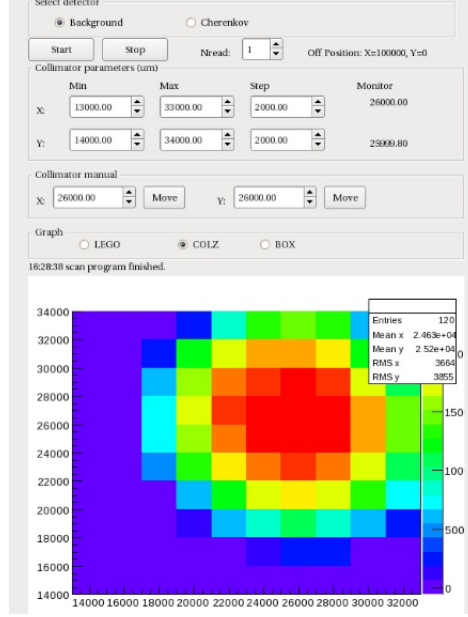 Select detector
Background Cherenkov
Start Stop Nread: 1 Off Position: X=100000, Y=0
Collimator parameters (um)
Min Max Step Monitor
X: 13000.00 33000.00 2000.00 26000.00
Y: 14000.00 34000.00 2000.00 25999.80
Collimator manual
X: 26000.00 Move Y: 26000.00 Move
Graph
LEGO COLZ BOX
16:28:38 scan program finished.
34000
Entries 120
Mean x 2.463e+04
32000
Mean y 2.52e+04
0
RMS x 3664
30000
RMS y 3855
28000
150
26000
24000
100
22000
20000
500
18000
16000
14000
0
14000 16000 18000 20000 22000 24000 26000 28000 30000 32000